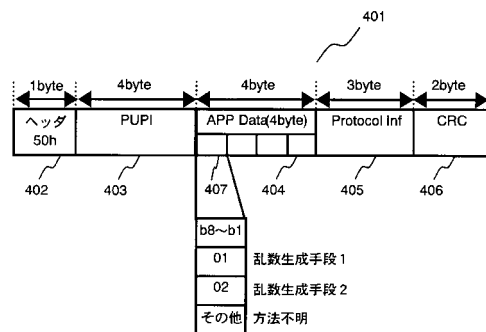 401
1byte 4byte 4byte 3byte 2byte
ヘッダ 50h PUPI APP Data(4byte) Protocol Inf CRC
402 403 407 404 405 406
b8～b1
01 乱数生成手段1
02 乱数生成手段2
その他 方法不明